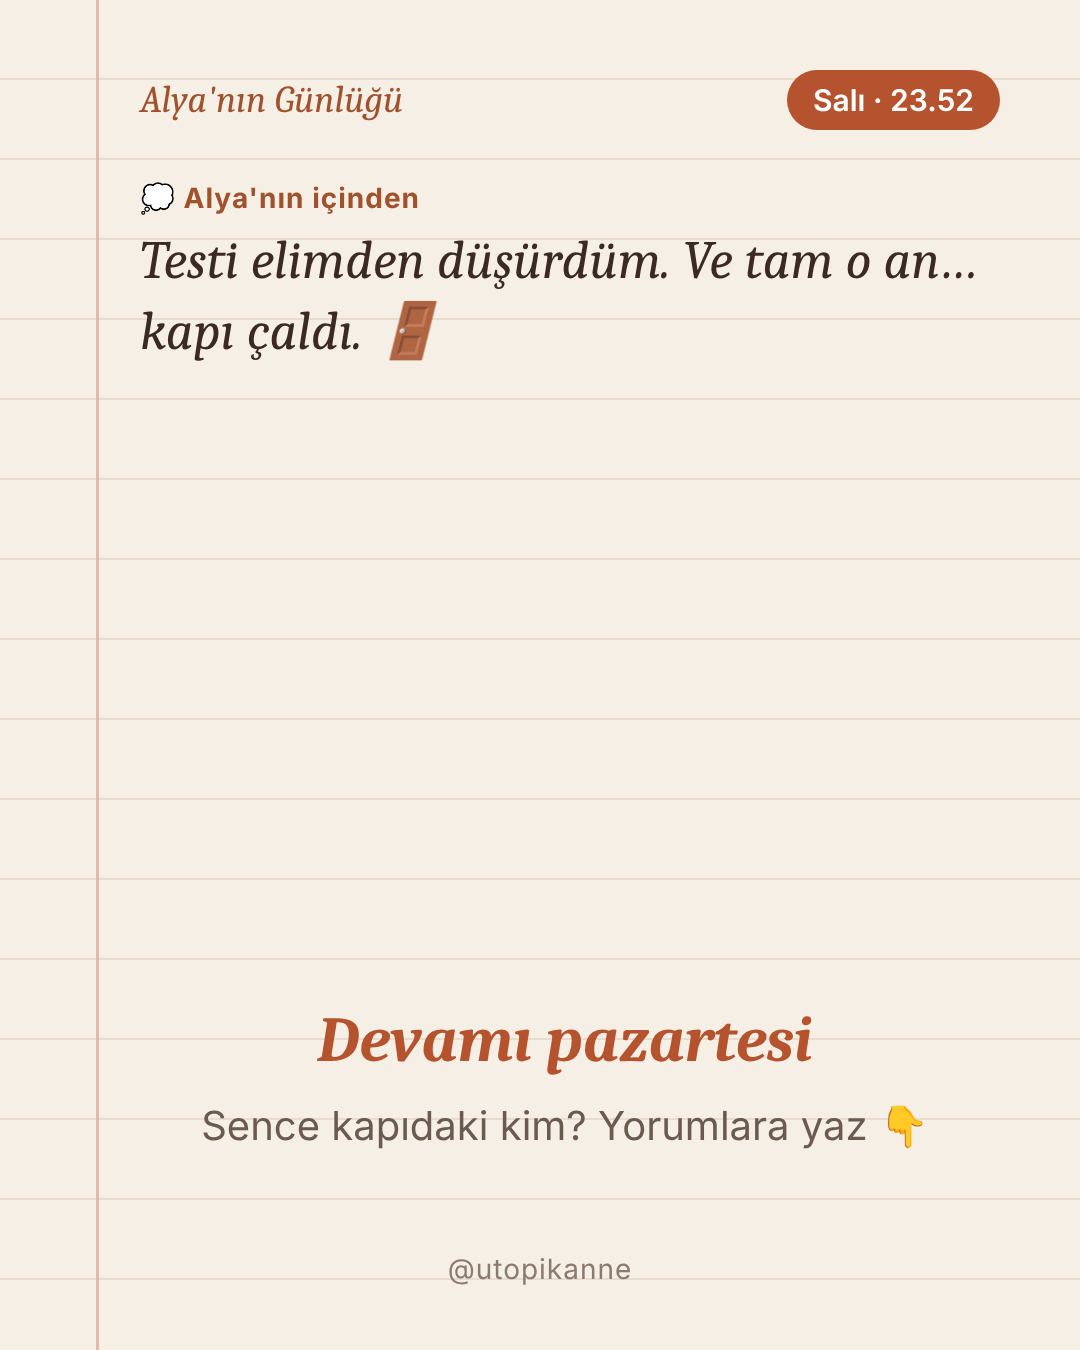 Alya'nın Günlüğü
Salı · 23.52
💭 Alya'nın içinden
Testi elimden düşürdüm. Ve tam o an...
kapı çaldı. 🚪
Devamı pazartesi
Sence kapıdaki kim? Yorumlara yaz 👇
@utopikanne